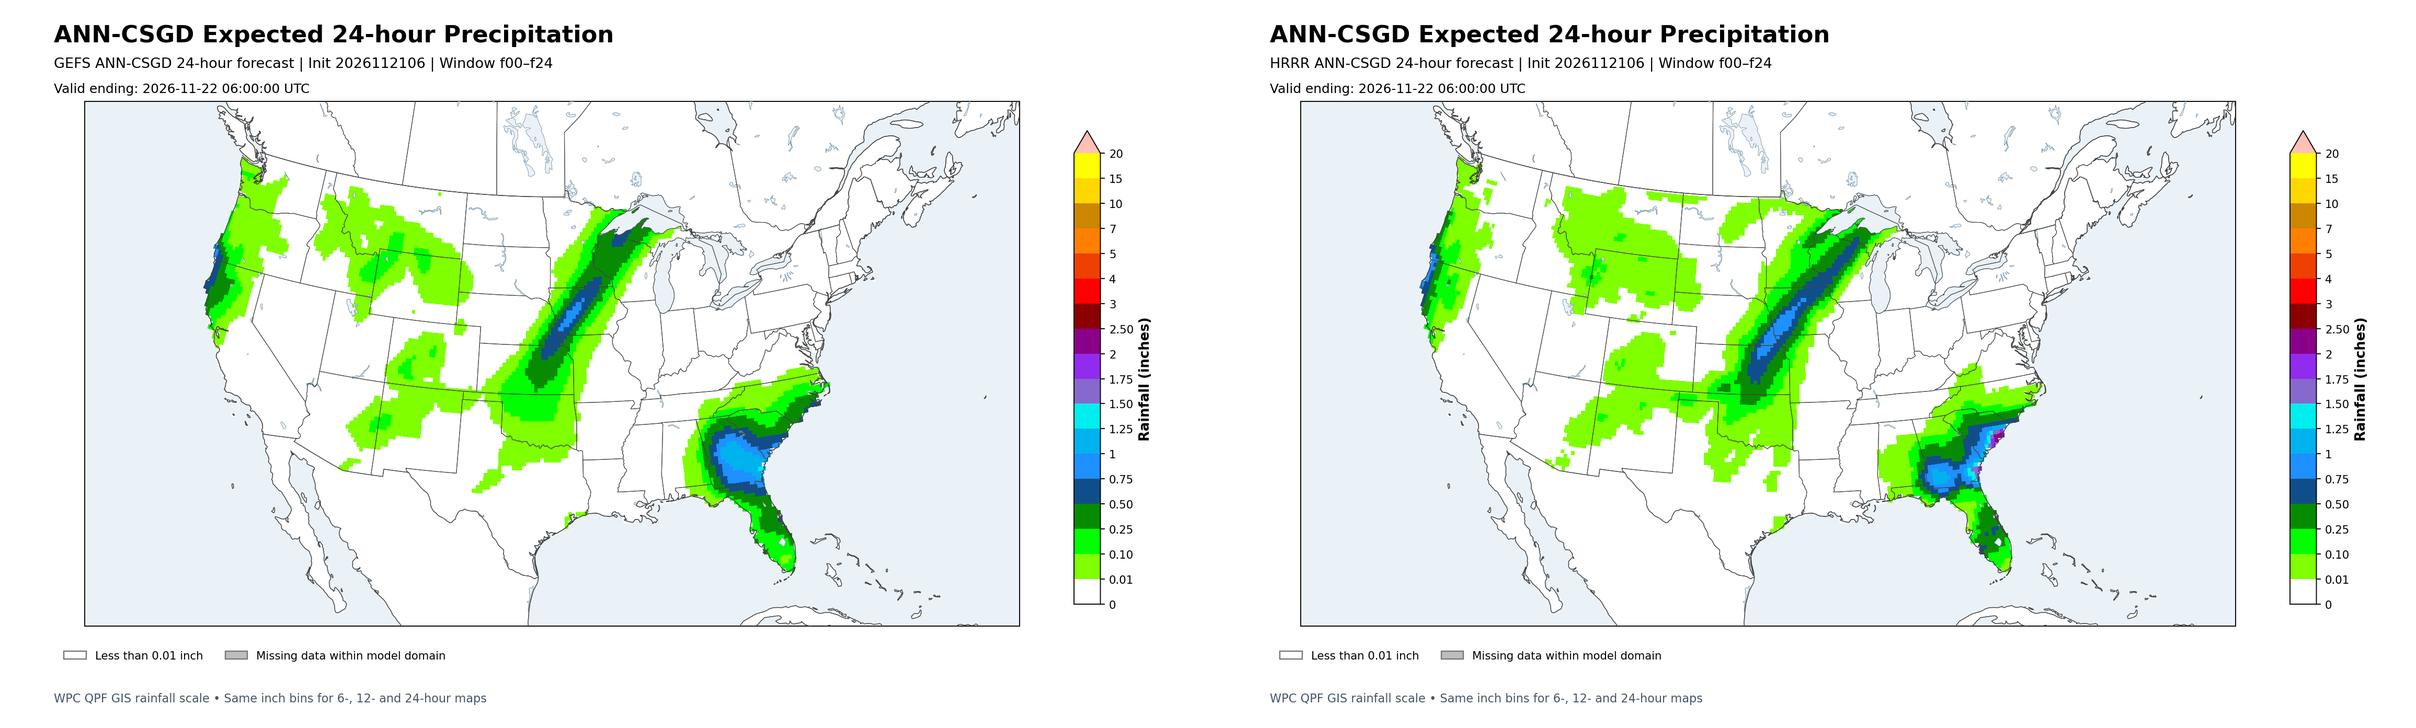 ANN-CSGD Expected 24-hour Precipitation
GEFS ANN-CSGD 24-hour forecast | Init 2026112106 | Window f00–f24
Valid ending: 2026-11-22 06:00:00 UTC
20
15
10
7
5
4
3
2.50
2
1.75
1.50
1.25
1
0.75
0.50
0.25
0.10
0.01
0
Rainfall (inches)
Less than 0.01 inch
Missing data within model domain
WPC QPF GIS rainfall scale • Same inch bins for 6-, 12- and 24-hour maps
ANN-CSGD Expected 24-hour Precipitation
HRRR ANN-CSGD 24-hour forecast | Init 2026112106 | Window f00–f24
Valid ending: 2026-11-22 06:00:00 UTC
20
15
10
7
5
4
3
2.50
2
1.75
1.50
1.25
1
0.75
0.50
0.25
0.10
0.01
0
Rainfall (inches)
Less than 0.01 inch
Missing data within model domain
WPC QPF GIS rainfall scale • Same inch bins for 6-, 12- and 24-hour maps